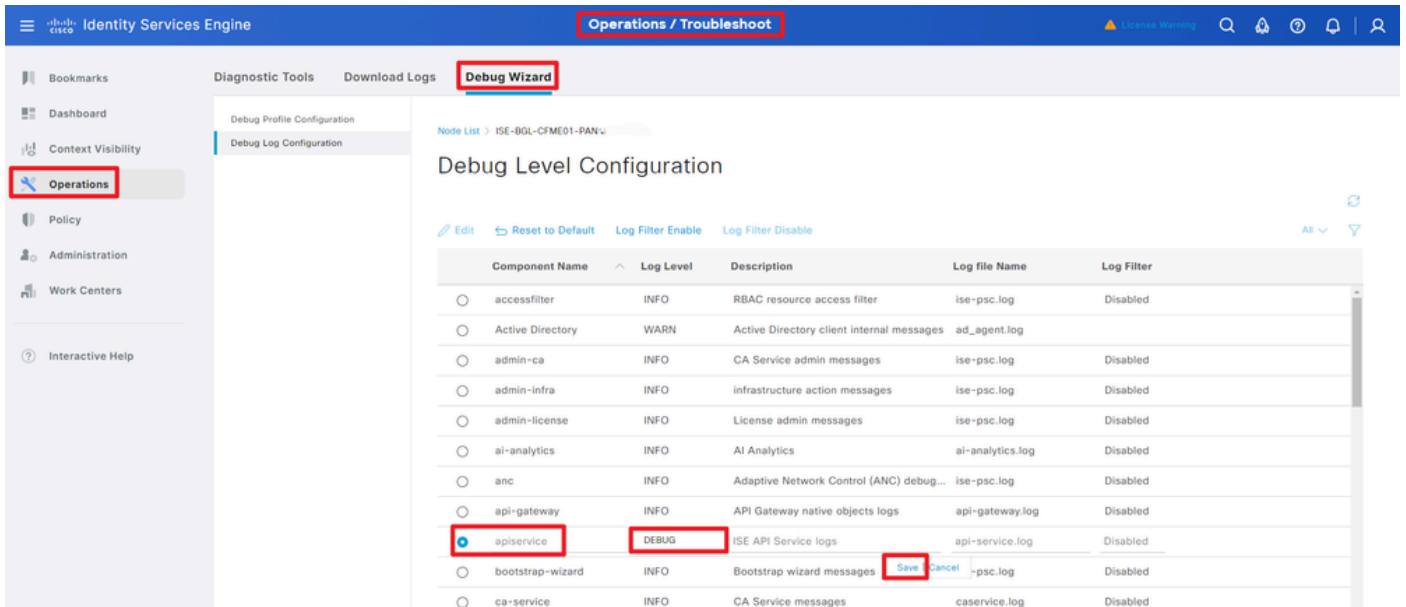 cisco Identity Services Engine
Operations / Troubleshoot
License Warning
Bookmarks
Dashboard
Context Visibility
Operations
Policy
Administration
Work Centers
Interactive Help
Diagnostic Tools Download Logs Debug Wizard
Debug Profile Configuration
Debug Log Configuration
Node List > ISE-BGL-CFME01-PAN
Debug Level Configuration
Edit Reset to Default Log Filter Enable Log Filter Disable All
Component Name Log Level Description Log file Name Log Filter
accessfilter INFO RBAC resource access filter ise-psc.log Disabled
Active Directory WARN Active Directory client internal messages ad_agent.log
admin-ca INFO CA Service admin messages ise-psc.log Disabled
admin-infra INFO infrastructure action messages ise-psc.log Disabled
admin-license INFO License admin messages ise-psc.log Disabled
ai-analytics INFO AI Analytics ai-analytics.log Disabled
anc INFO Adaptive Network Control (ANC) debug... ise-psc.log Disabled
api-gateway INFO API Gateway native objects logs api-gateway.log Disabled
apiservice DEBUG ISE API Service logs api-service.log Disabled
Save | Cancel
bootstrap-wizard INFO Bootstrap wizard messages -psc.log Disabled
ca-service INFO CA Service messages caservice.log Disabled